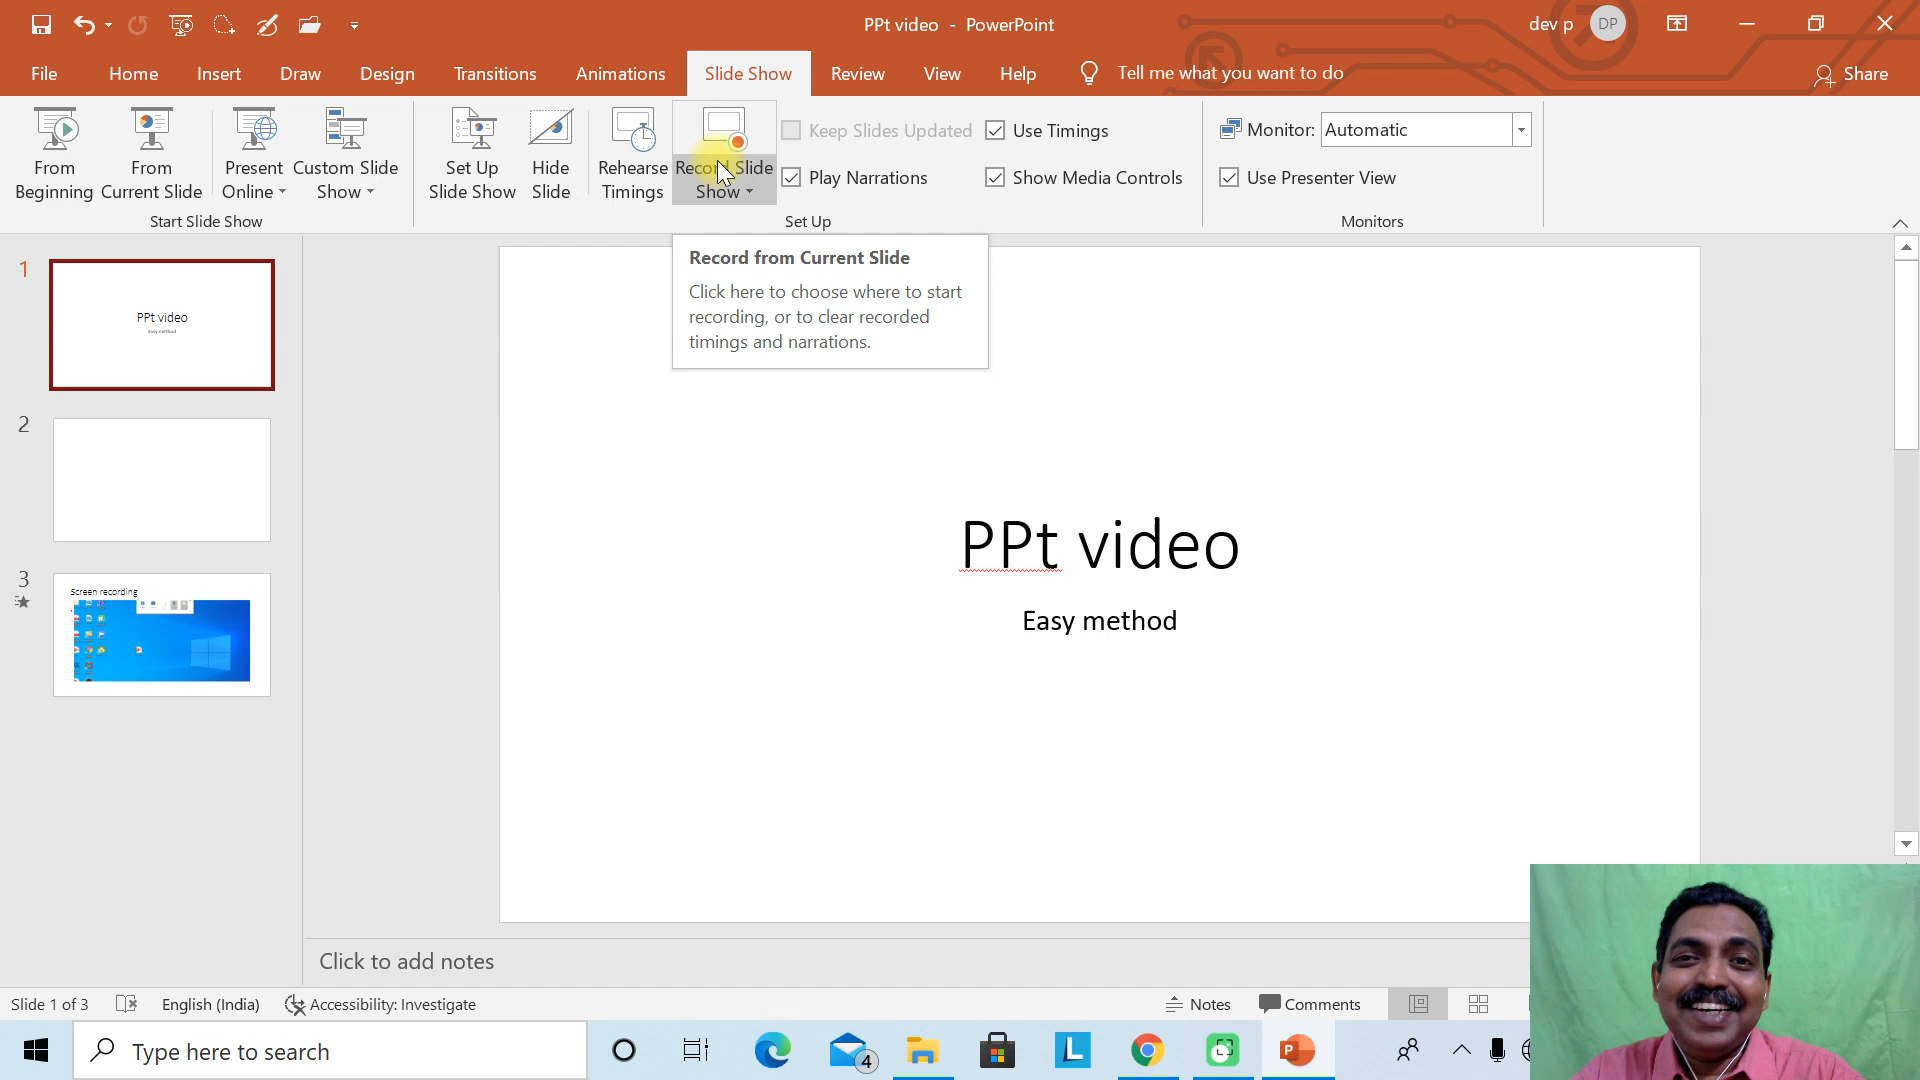 PPt video - PowerPoint
dev p
DP
File
Home
Insert
Draw
Design
Transitions
Animations
Slide Show
Review
View
Help
Tell me what you want to do
Share
From Beginning
From Current Slide
Present Online
Custom Slide Show
Start Slide Show
Set Up Slide Show
Hide Slide
Rehearse Timings
Record Slide Show
Keep Slides Updated
Play Narrations
Use Timings
Show Media Controls
Set Up
Monitor:
Automatic
Use Presenter View
Monitors
Record from Current Slide
Click here to choose where to start
recording, or to clear recorded
timings and narrations.
1
PPt video
Easy method
2
3
Screen recording
PPt video
Easy method
Click to add notes
Slide 1 of 3
English (India)
Accessibility: Investigate
Notes
Comments
Type here to search
4
L
P